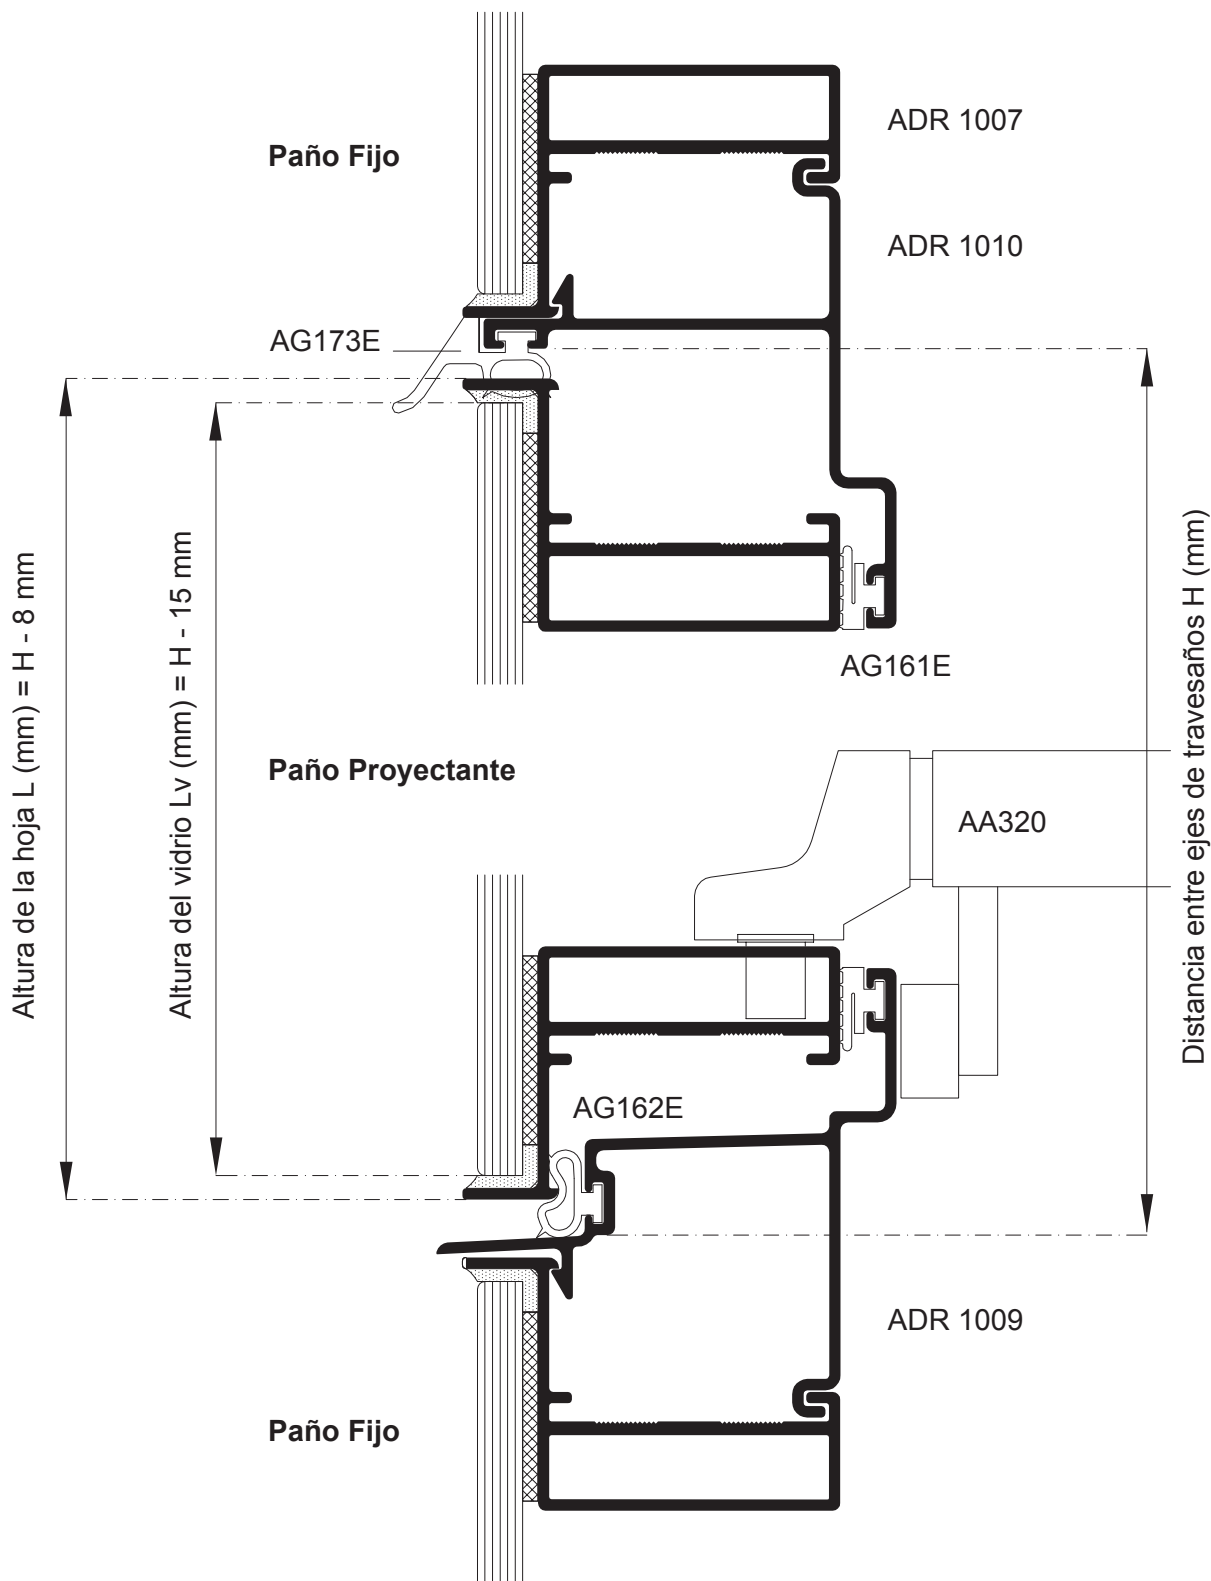 ADR 1007
Paño Fijo
ADR 1010
AG173E
Altura de la hoja L (mm) = H - 8 mm
Altura del vidrio Lv (mm) = H - 15 mm
Distancia entre ejes de travesaños H (mm)
AG161E
Paño Proyectante
AA320
AG162E
ADR 1009
Paño Fijo